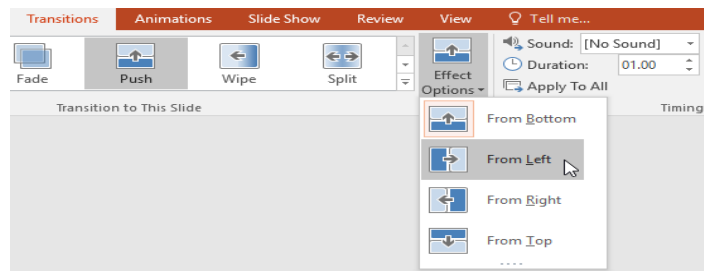 Transitions Animations Slide Show Review View Tell me...
Fade Push Wipe Split
Effect Options
Sound: [No Sound]
Duration: 01.00
Apply To All
Transition to This Slide
Timing
From Bottom
From Left
From Right
From Top